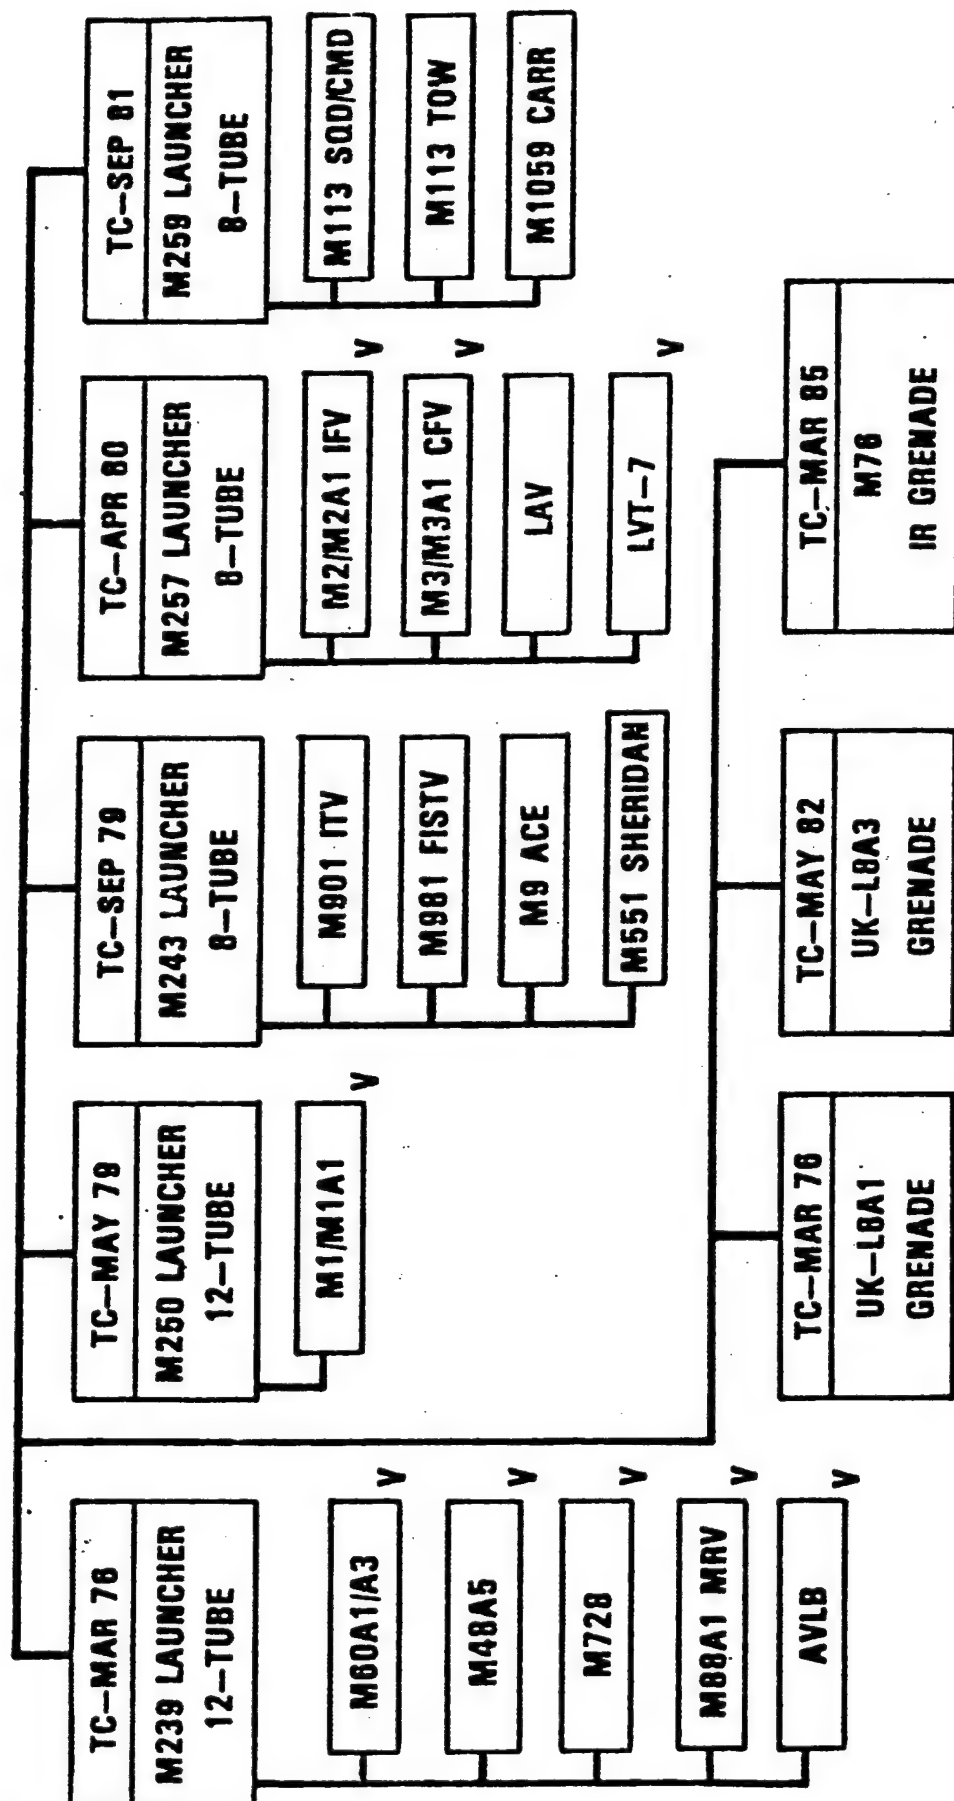 TC—MAR 76
M239 LAUNCHER
12—TUBE
M60A1/A3
V
M48A5
V
M728
V
M88A1 MRV
V
AVLB
V
TC—MAY 78
M250 LAUNCHER
12—TUBE
M1/M1A1
V
TC—SEP 79
M243 LAUNCHER
8—TUBE
M901 ITV
M981 FISTV
M9 ACE
M551 SHERIDAN
TC—APR 80
M257 LAUNCHER
8—TUBE
M2/M2A1 IFV
V
M3/M3A1 CFV
V
LAV
LVT—7
V
TC—SEP 81
M259 LAUNCHER
8—TUBE
M113 SQD/CMD
M113 TOW
M1059 CARR
TC—MAR 76
UK—L8A1
GRENADE
TC—MAY 82
UK—L8A3
GRENADE
TC—MAR 85
M76
IR GRENADE